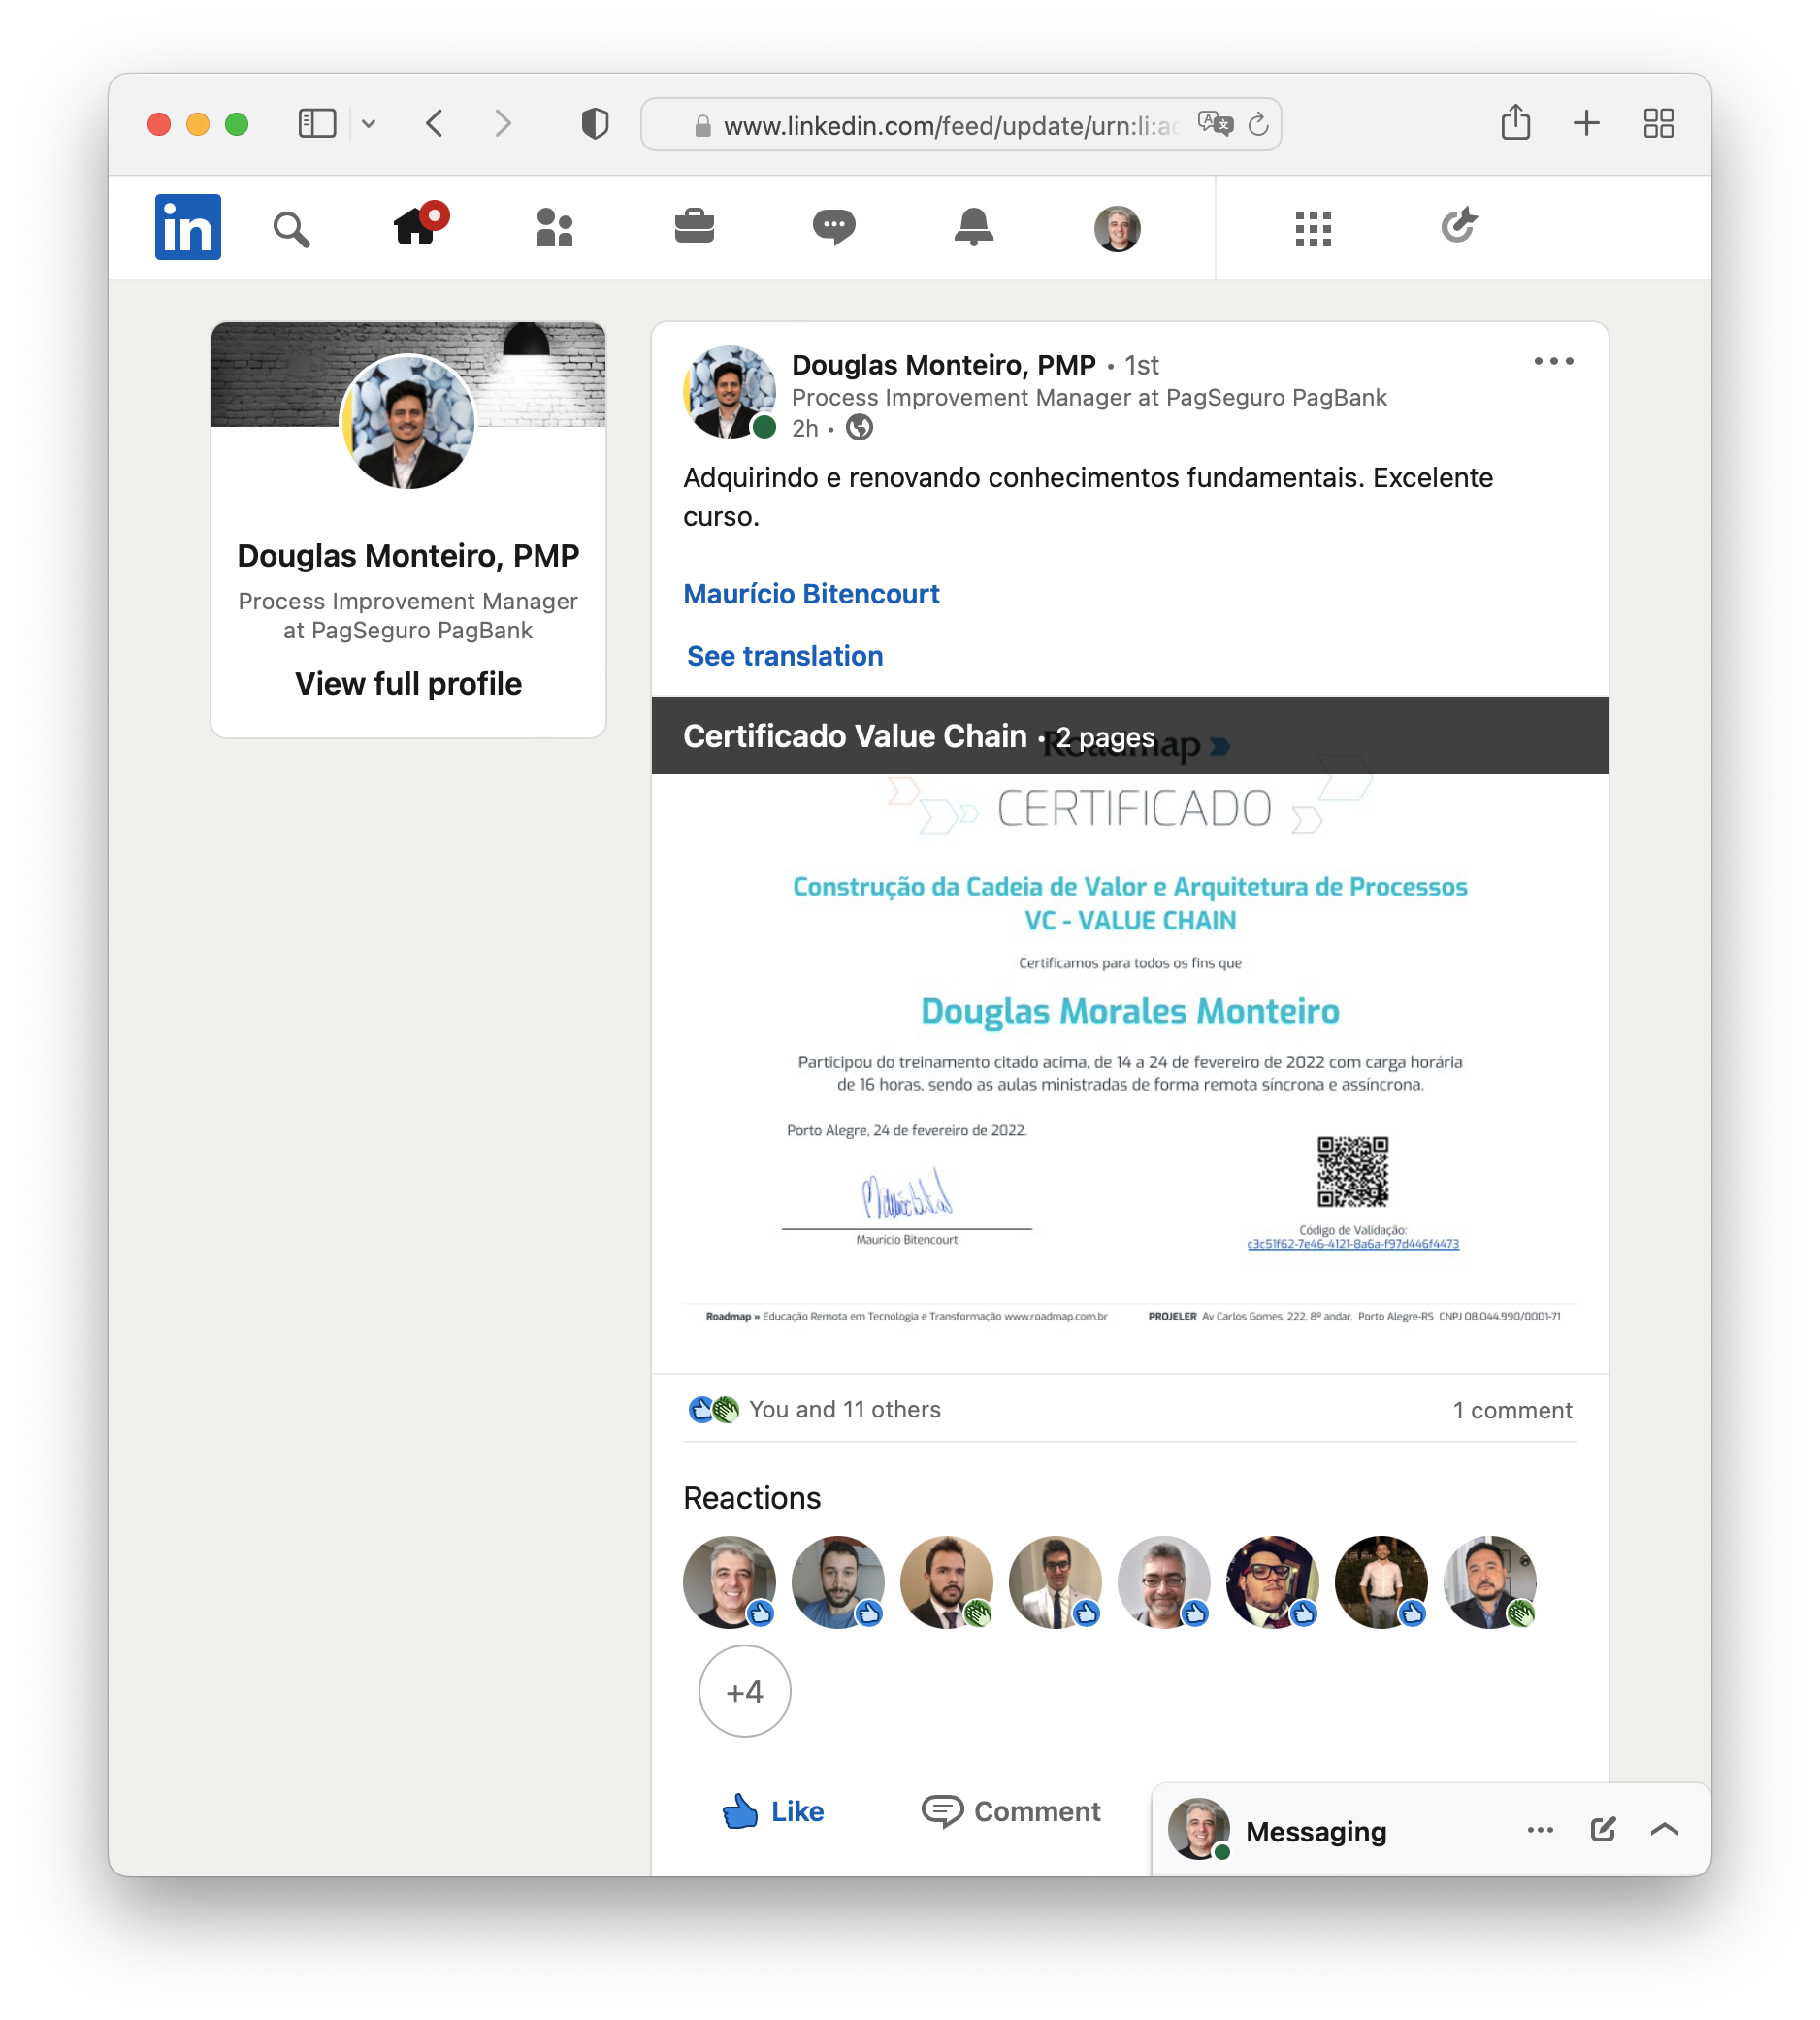 www.linkedin.com/feed/update/urn:li:ac
in
Douglas Monteiro, PMP
Process Improvement Manager
at PagSeguro PagBank
View full profile
Douglas Monteiro, PMP • 1st
Process Improvement Manager at PagSeguro PagBank
2h •
Adquirindo e renovando conhecimentos fundamentais. Excelente
curso.
Maurício Bitencourt
See translation
Certificado Value Chain • 2 pages
Roadmap »
CERTIFICADO
Construção da Cadeia de Valor e Arquitetura de Processos
VC - VALUE CHAIN
Certificamos para todos os fins que
Douglas Morales Monteiro
Participou do treinamento citado acima, de 14 a 24 de fevereiro de 2022 com carga horária
de 16 horas, sendo as aulas ministradas de forma remota síncrona e assíncrona.
Porto Alegre, 24 de fevereiro de 2022.
Mauricio Bitencourt
Código de Validação:
c3c51f62-7e46-4121-8a6a-f97d446f4473
Roadmap » Educação Remota em Tecnologia e Transformação www.roadmap.com.br
PROJELER Av Carlos Gomes, 222, 8º andar, Porto Alegre-RS CNPJ 08.044.990/0001-71
You and 11 others
1 comment
Reactions
+4
Like
Comment
Messaging